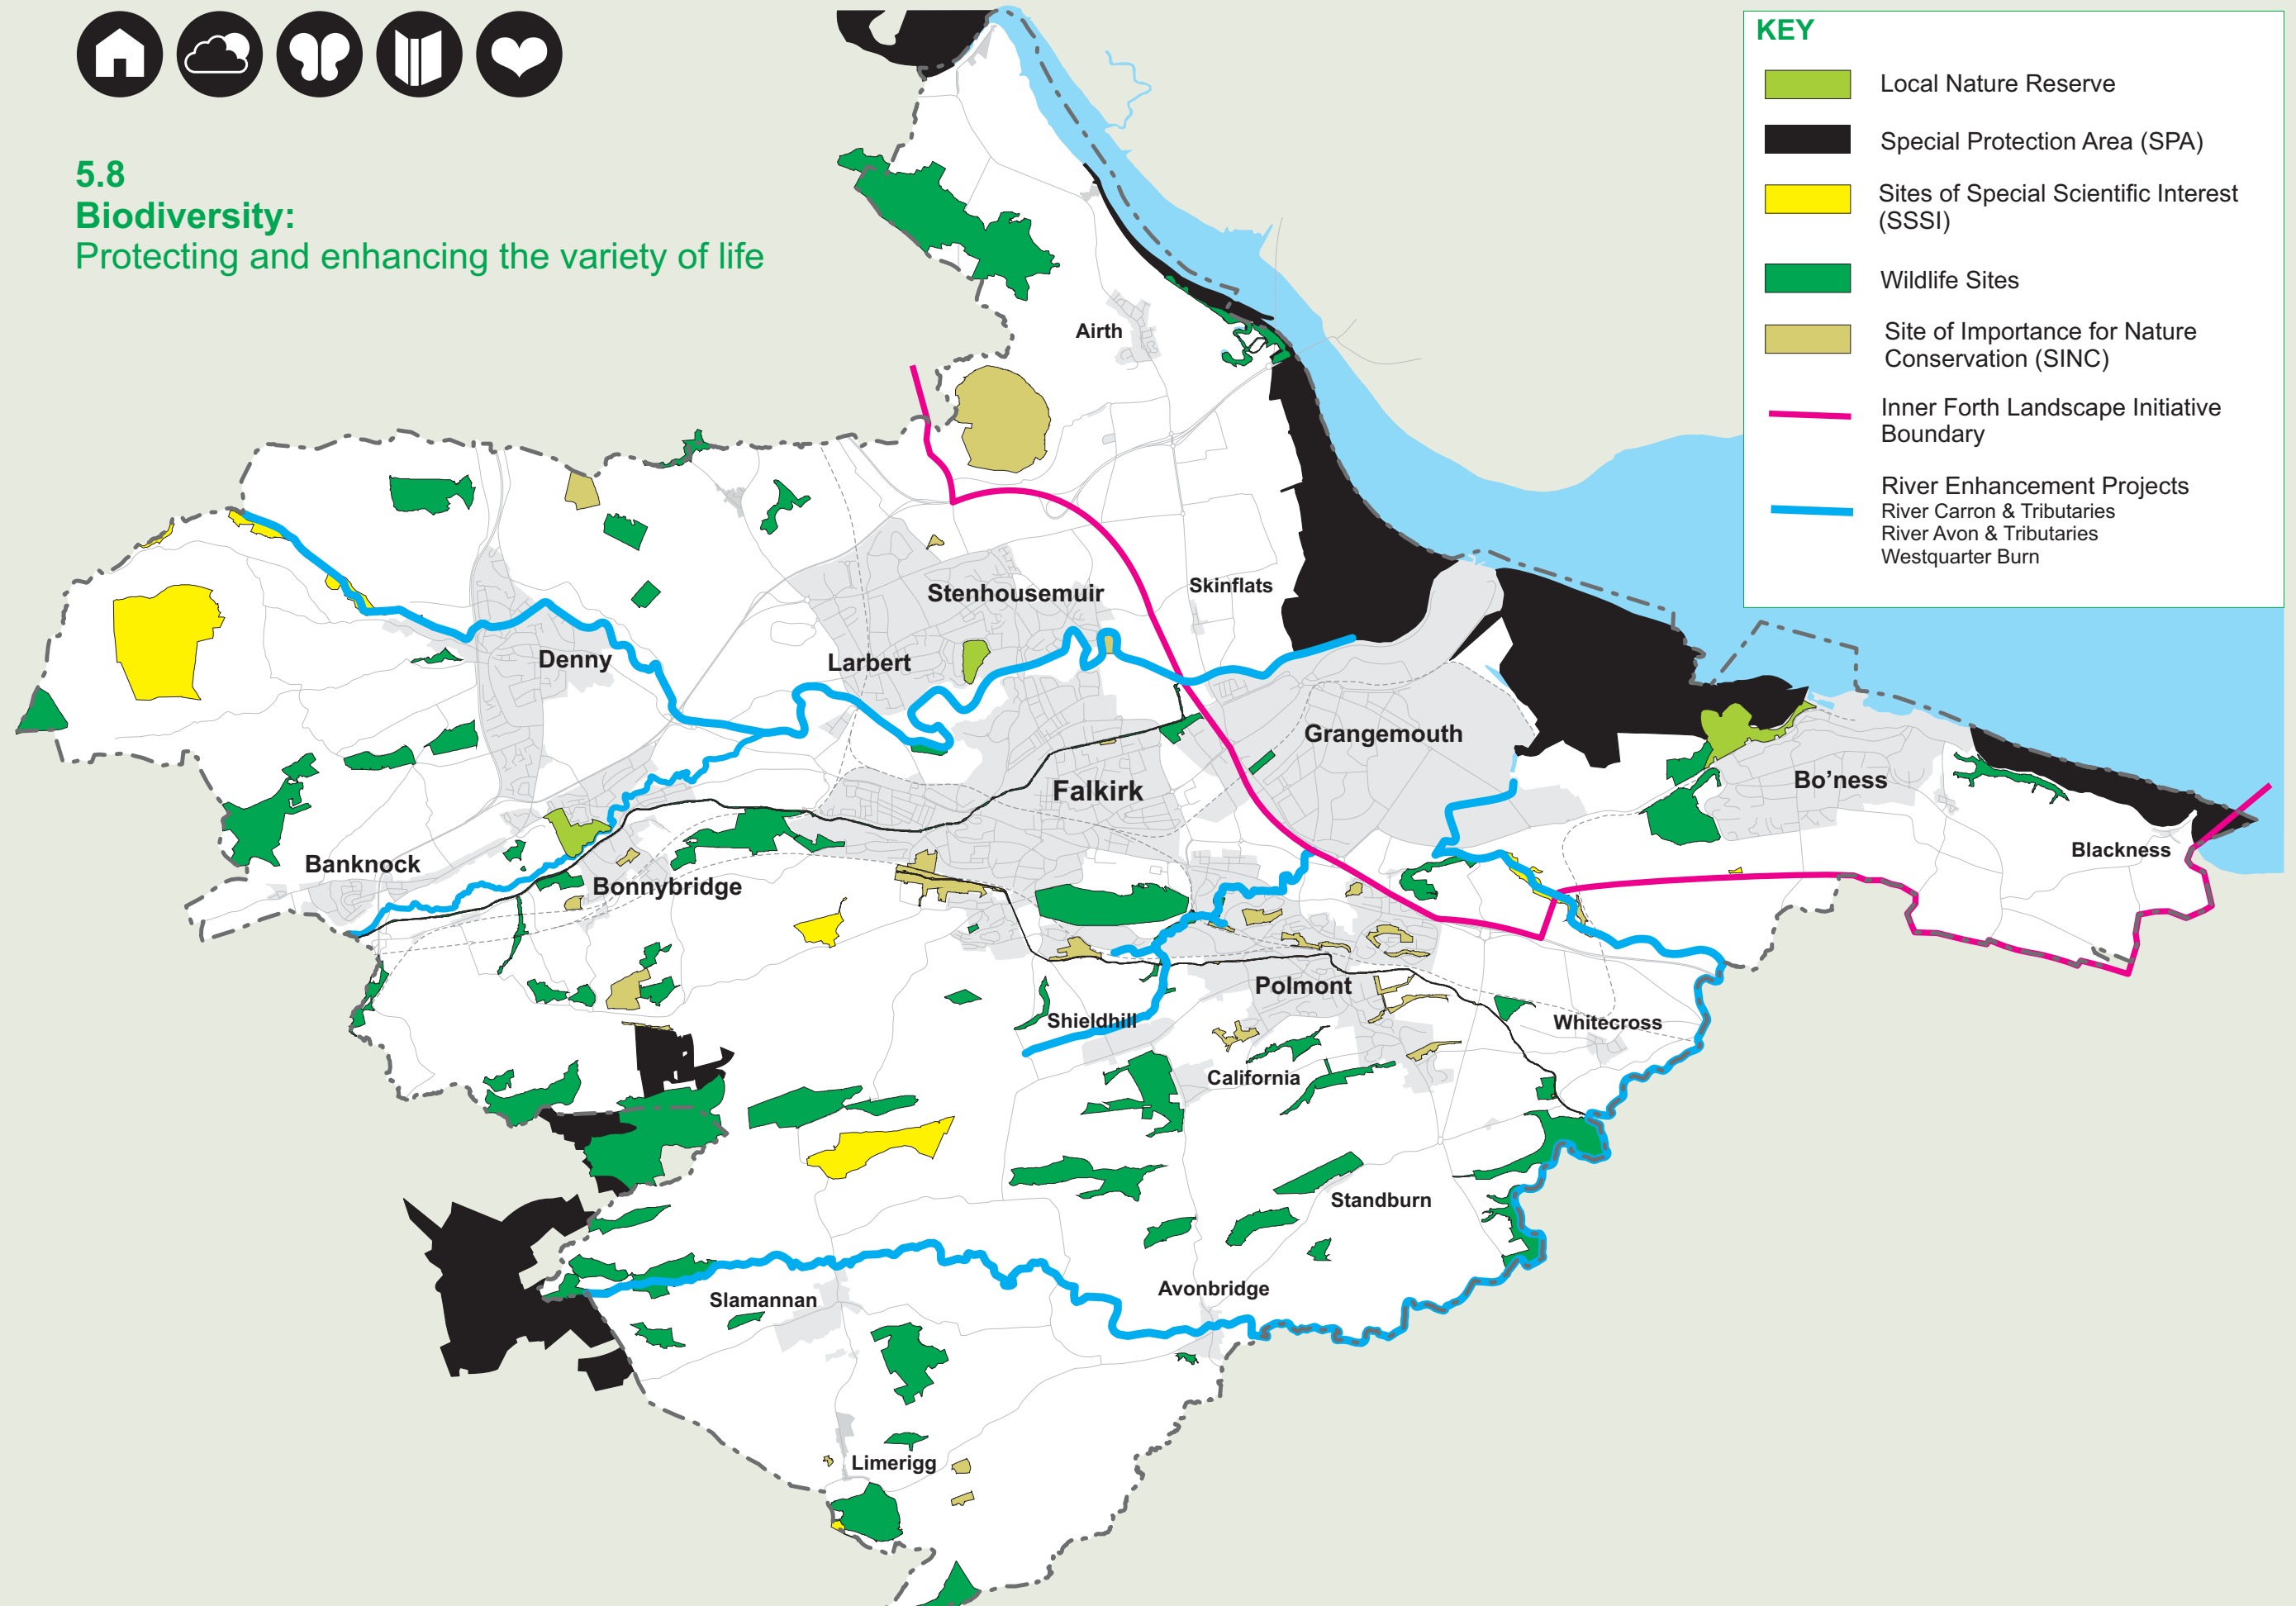 5.8
Biodiversity:
Protecting and enhancing the variety of life
KEY
Local Nature Reserve
Special Protection Area (SPA)
Sites of Special Scientific Interest
(SSSI)
Wildlife Sites
Site of Importance for Nature
Conservation (SINC)
Inner Forth Landscape Initiative
Boundary
River Enhancement Projects
River Carron & Tributaries
River Avon & Tributaries
Westquarter Burn
Airth
Skinflats
Stenhousemuir
Denny
Larbert
Grangemouth
Bo’ness
Falkirk
Blackness
Banknock
Bonnybridge
Polmont
Shieldhill
Whitecross
California
Standburn
Avonbridge
Slamannan
Limerigg